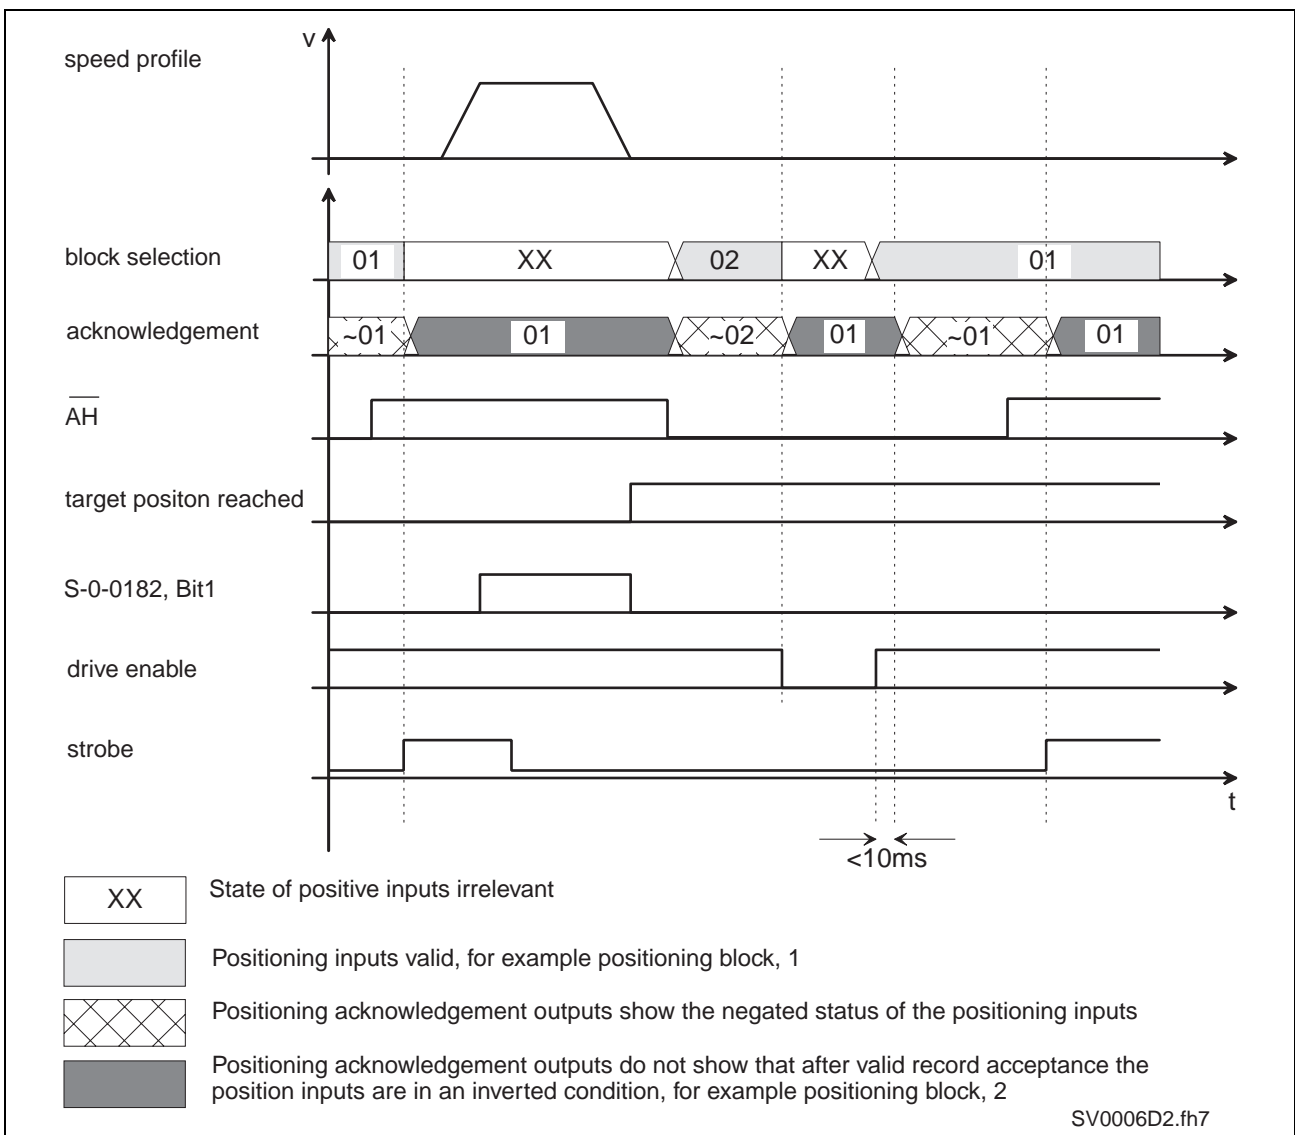 v
speed profile
block selection
01 XX 02 XX 01
acknowledgement
~01 01 ~02 01 ~01 01
AH
target positon reached
S-0-0182, Bit1
drive enable
strobe
t
<10ms
XX State of positive inputs irrelevant
Positioning inputs valid, for example positioning block, 1
Positioning acknowledgement outputs show the negated status of the positioning inputs
Positioning acknowledgement outputs do not show that after valid record acceptance the
position inputs are in an inverted condition, for example positioning block, 2
SV0006D2.fh7